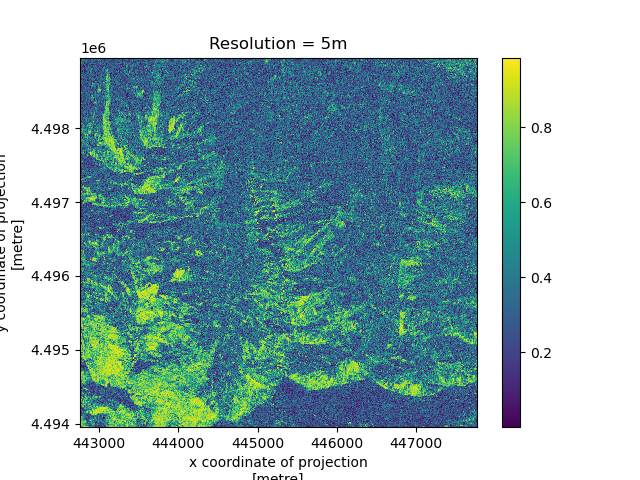 Resolution = 5m
1e6
4.498
4.497
4.496
4.495
4.494
443000 444000 445000 446000 447000
x coordinate of projection
[metre]
y coordinate of projection
[metre]
0.8
0.6
0.4
0.2